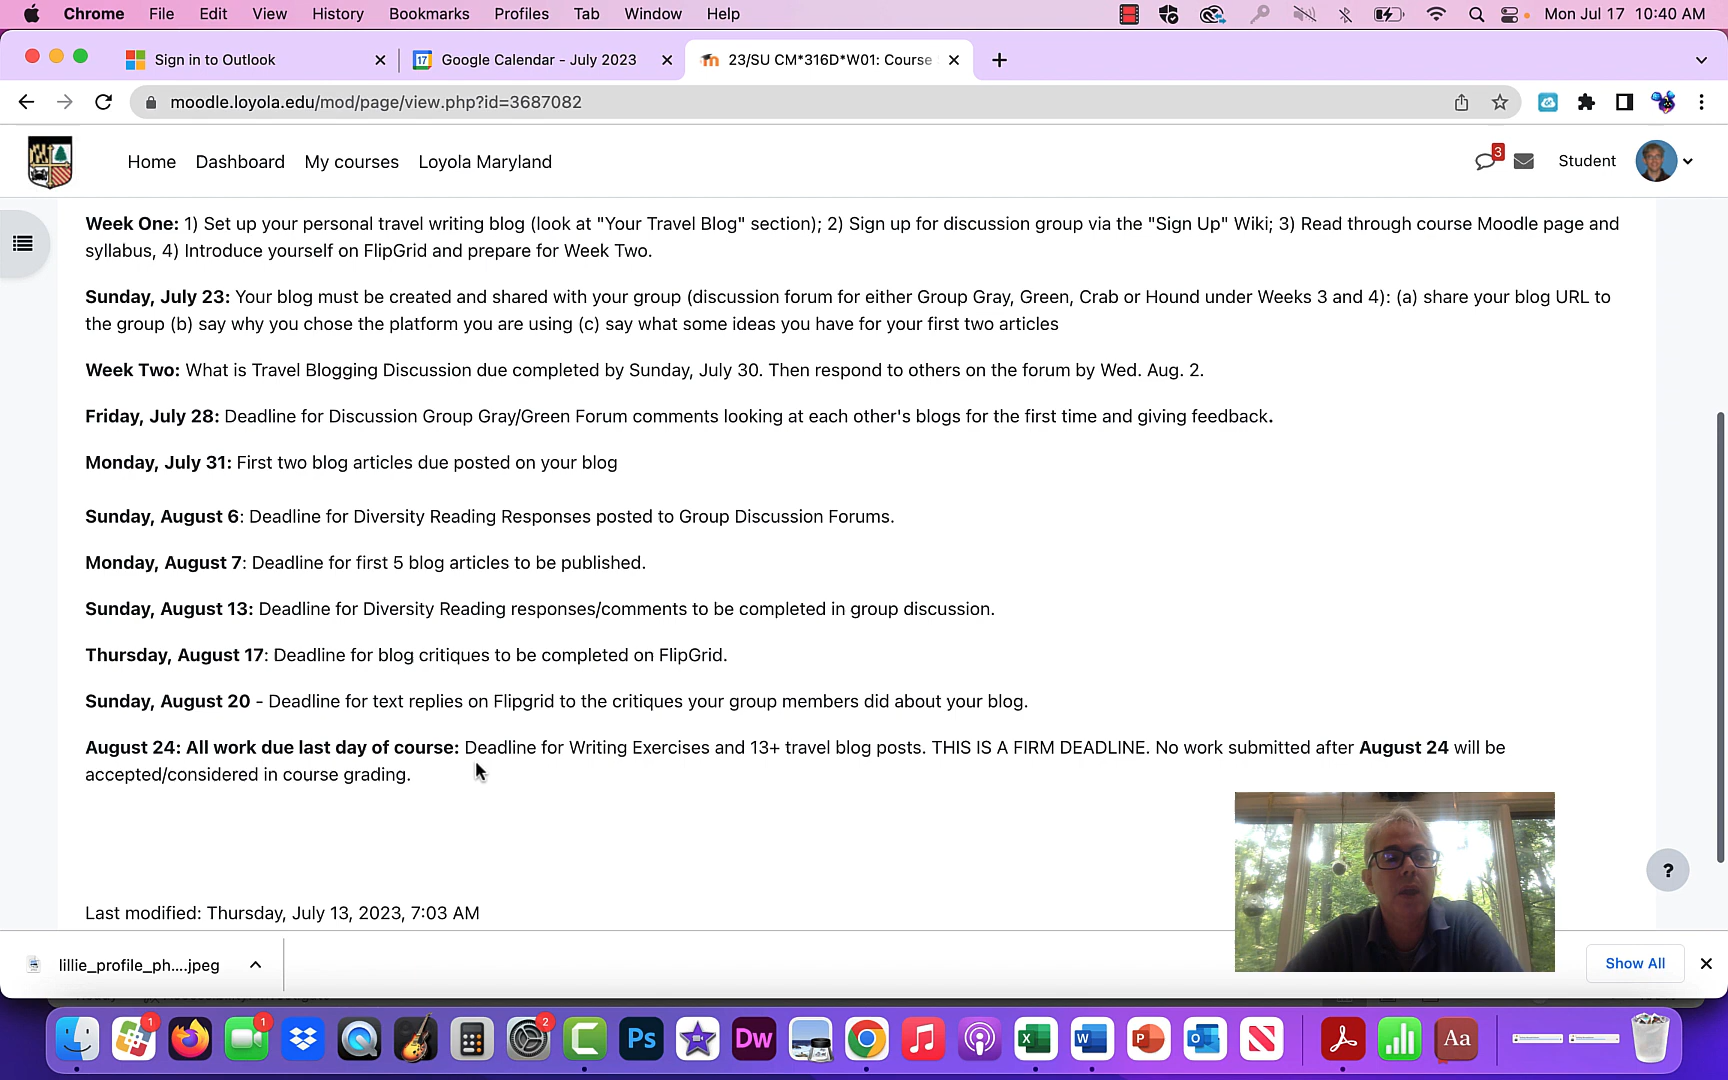 Chrome File Edit View History Bookmarks Profiles Tab Window Help Mon Jul 17 10:40 AM
Sign in to Outlook Google Calendar - July 2023 23/SU CM*316D*W01: Course
moodle.loyola.edu/mod/page/view.php?id=3687082
Home Dashboard My courses Loyola Maryland 3 Student
Week One: 1) Set up your personal travel writing blog (look at "Your Travel Blog" section); 2) Sign up for discussion group via the "Sign Up" Wiki; 3) Read through course Moodle page and
syllabus, 4) Introduce yourself on FlipGrid and prepare for Week Two.
Sunday, July 23: Your blog must be created and shared with your group (discussion forum for either Group Gray, Green, Crab or Hound under Weeks 3 and 4): (a) share your blog URL to
the group (b) say why you chose the platform you are using (c) say what some ideas you have for your first two articles
Week Two: What is Travel Blogging Discussion due completed by Sunday, July 30. Then respond to others on the forum by Wed. Aug. 2.
Friday, July 28: Deadline for Discussion Group Gray/Green Forum comments looking at each other's blogs for the first time and giving feedback.
Monday, July 31: First two blog articles due posted on your blog
Sunday, August 6: Deadline for Diversity Reading Responses posted to Group Discussion Forums.
Monday, August 7: Deadline for first 5 blog articles to be published.
Sunday, August 13: Deadline for Diversity Reading responses/comments to be completed in group discussion.
Thursday, August 17: Deadline for blog critiques to be completed on FlipGrid.
Sunday, August 20 - Deadline for text replies on Flipgrid to the critiques your group members did about your blog.
August 24: All work due last day of course: Deadline for Writing Exercises and 13+ travel blog posts. THIS IS A FIRM DEADLINE. No work submitted after August 24 will be
accepted/considered in course grading.
?
Last modified: Thursday, July 13, 2023, 7:03 AM
lillie_profile_ph....jpeg Show All
1 1 2 Ps Dw X W P O N Aa